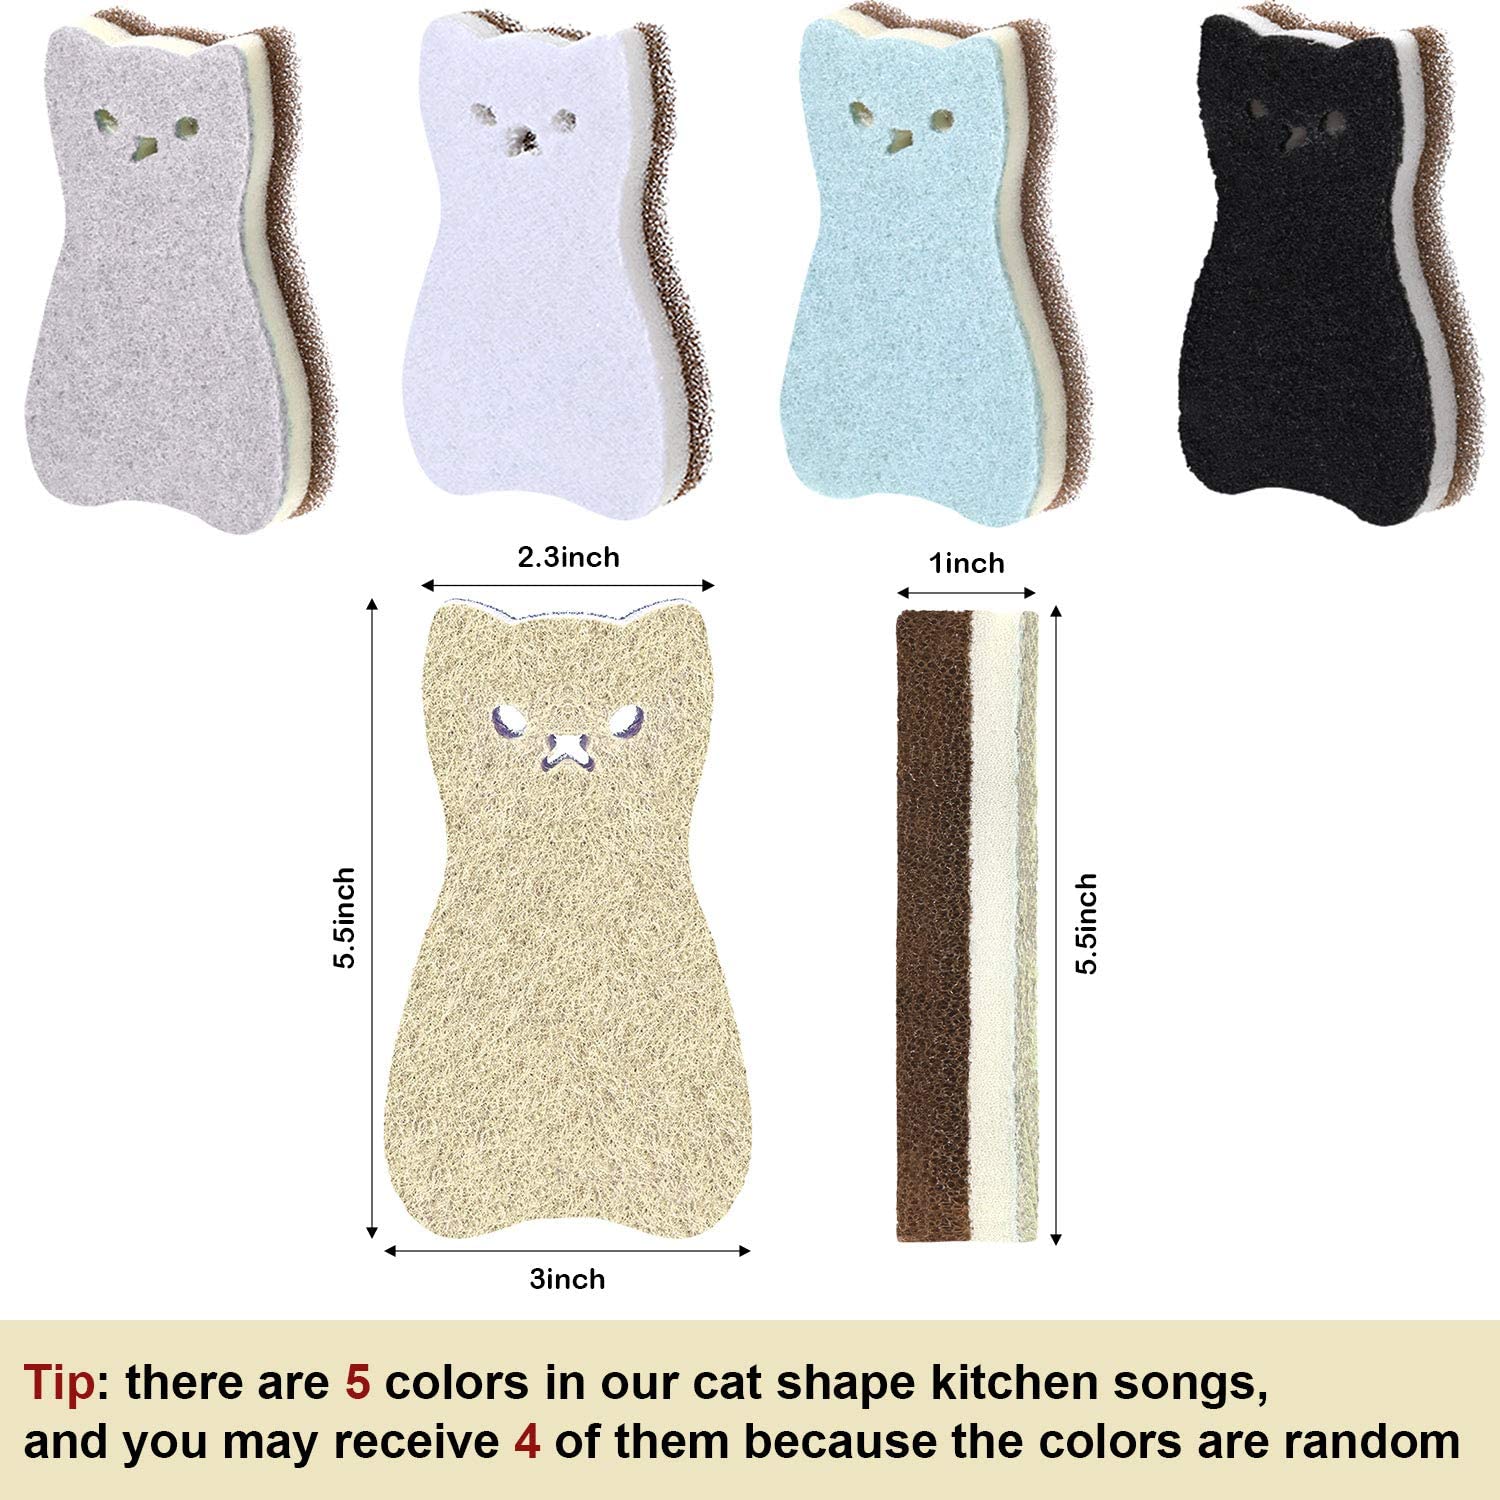 2.3inch
1inch
5.5inch
5.5inch
3inch
Tip: there are 5 colors in our cat shape kitchen songs,
and you may receive 4 of them because the colors are random